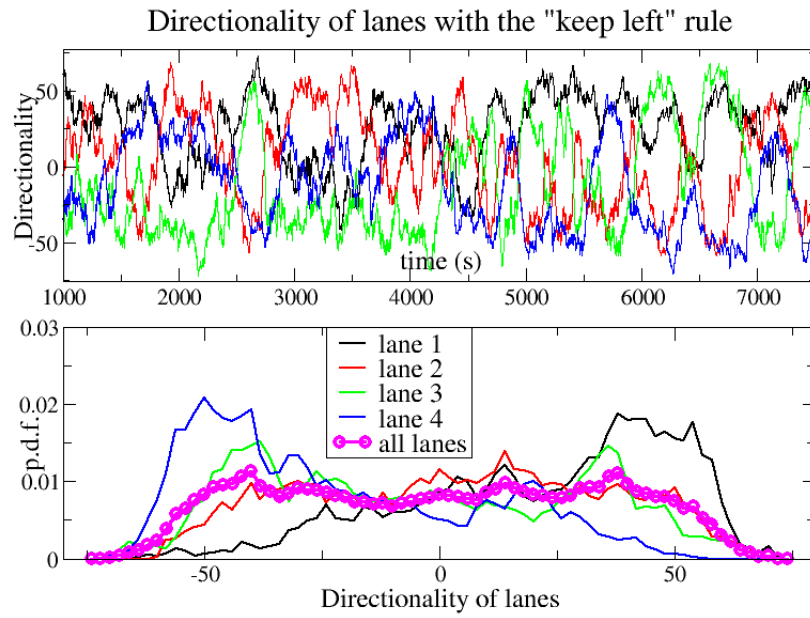 Directionality of lanes with the "keep left" rule
Directionality
50
0
-50
time (s)
1000 2000 3000 4000 5000 6000 7000
p.d.f.
0.03
0.02
0.01
0
lane 1
lane 2
lane 3
lane 4
all lanes
-50 0 50
Directionality of lanes